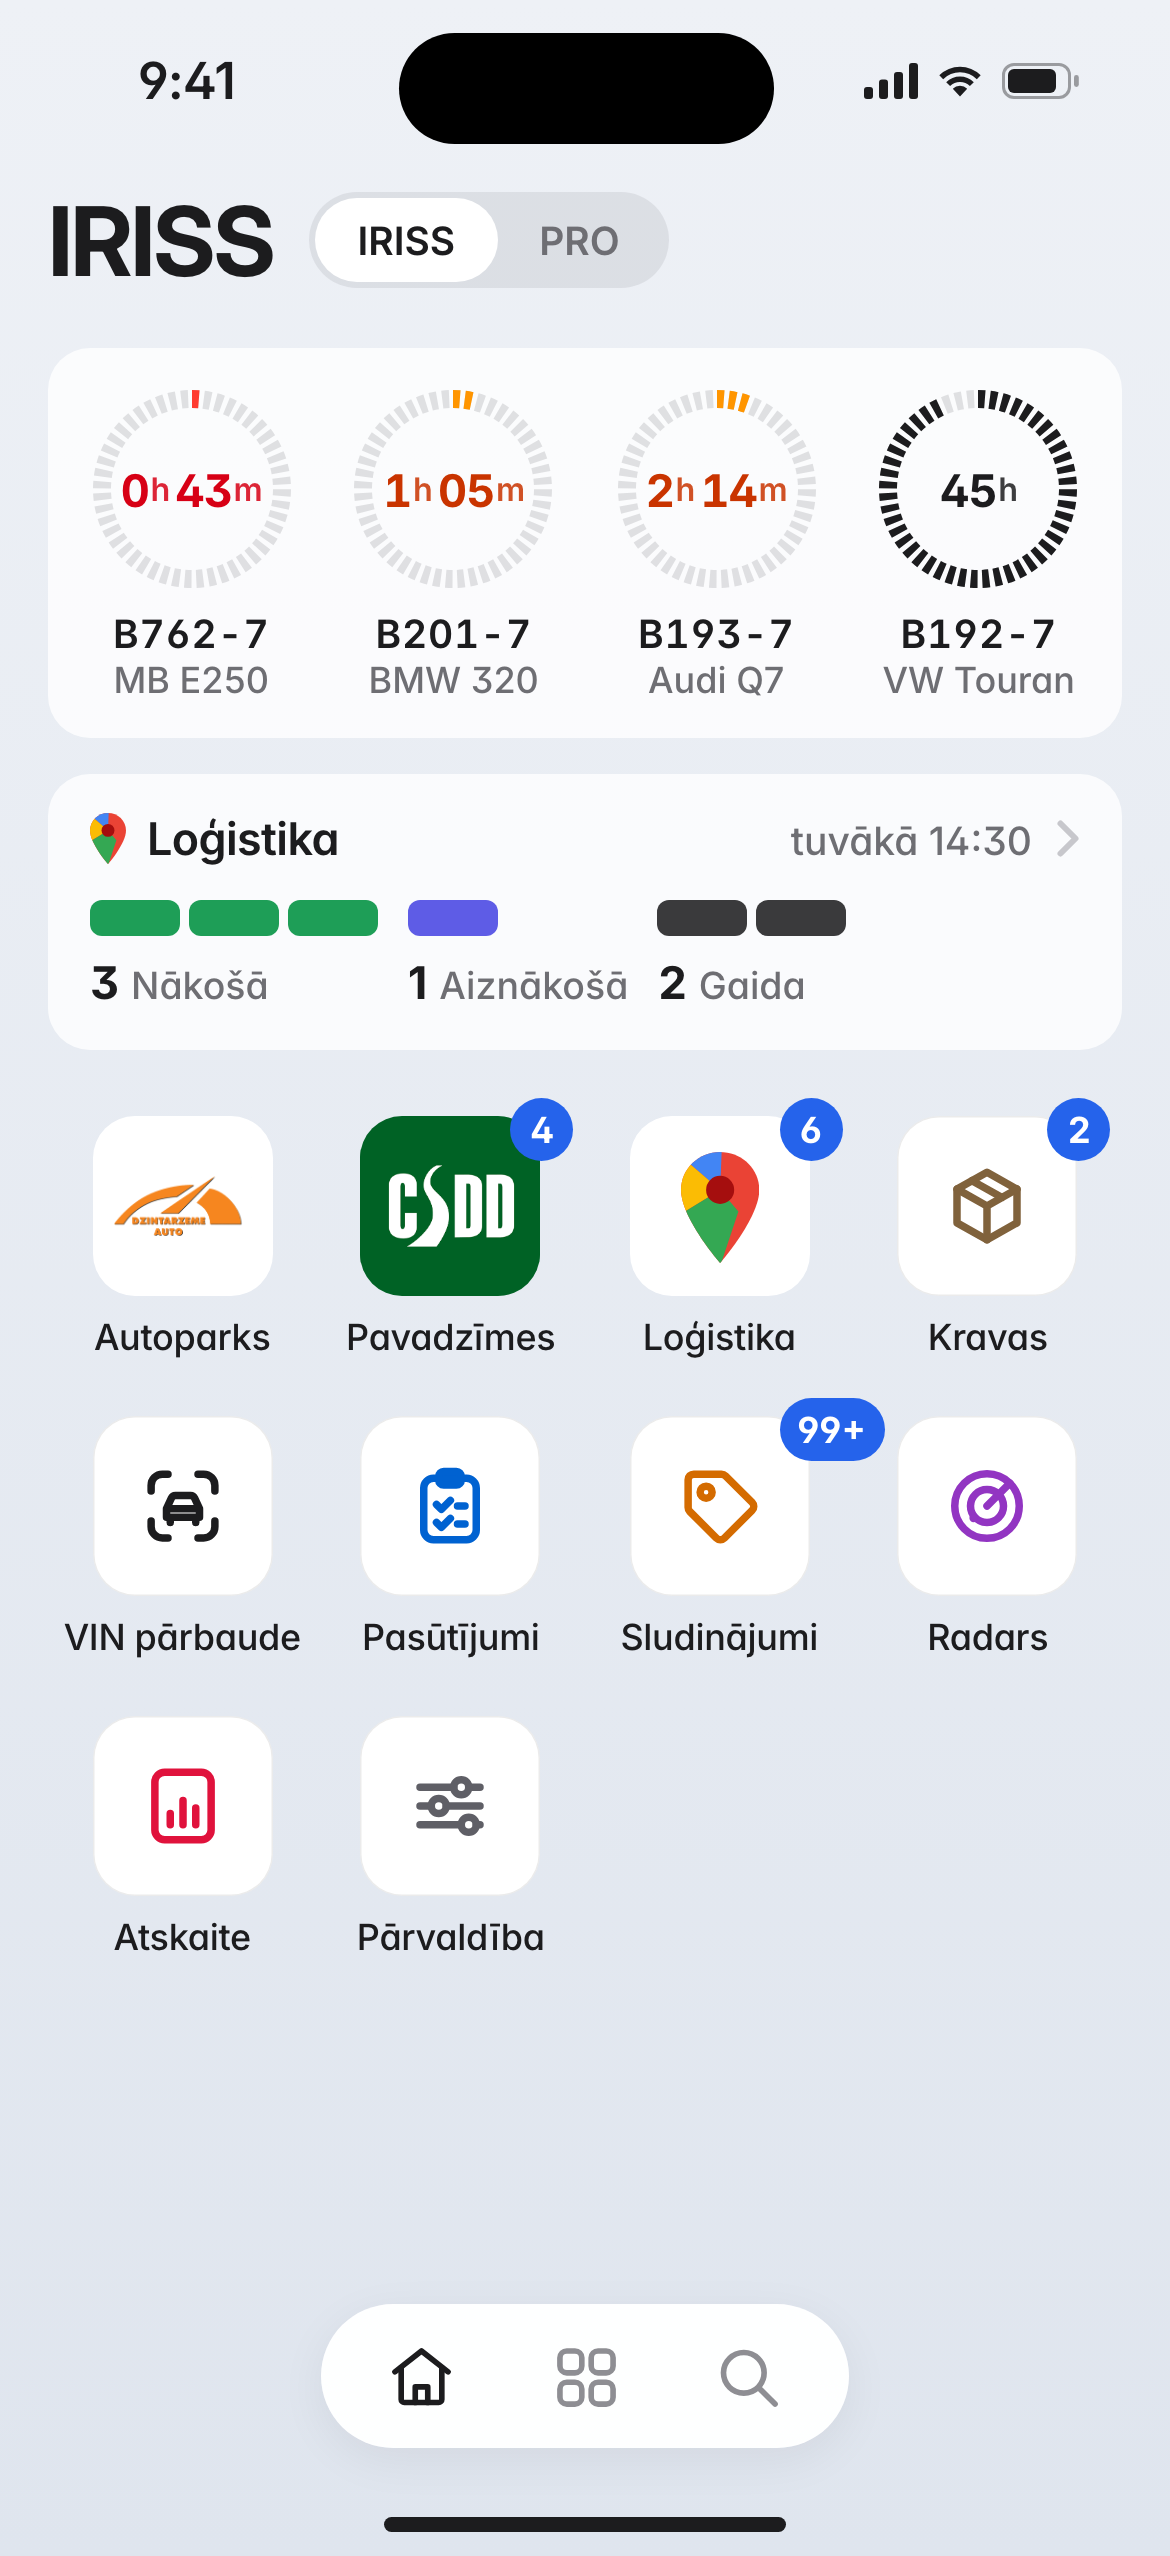 9:41
IRISS
IRISS PRO
0h 43m 1h 05m 2h 14m 45h
B762-7 B201-7 B193-7 B192-7
MB E250 BMW 320 Audi Q7 VW Touran
Loģistika tuvākā 14:30
3 Nākošā 1 Aiznākošā 2 Gaida
4 6 2
DZINTARZEME
AUTO
CSDD
Autoparks Pavadzīmes Loģistika Kravas
99+
VIN pārbaude Pasūtījumi Sludinājumi Radars
Atskaite Pārvaldība